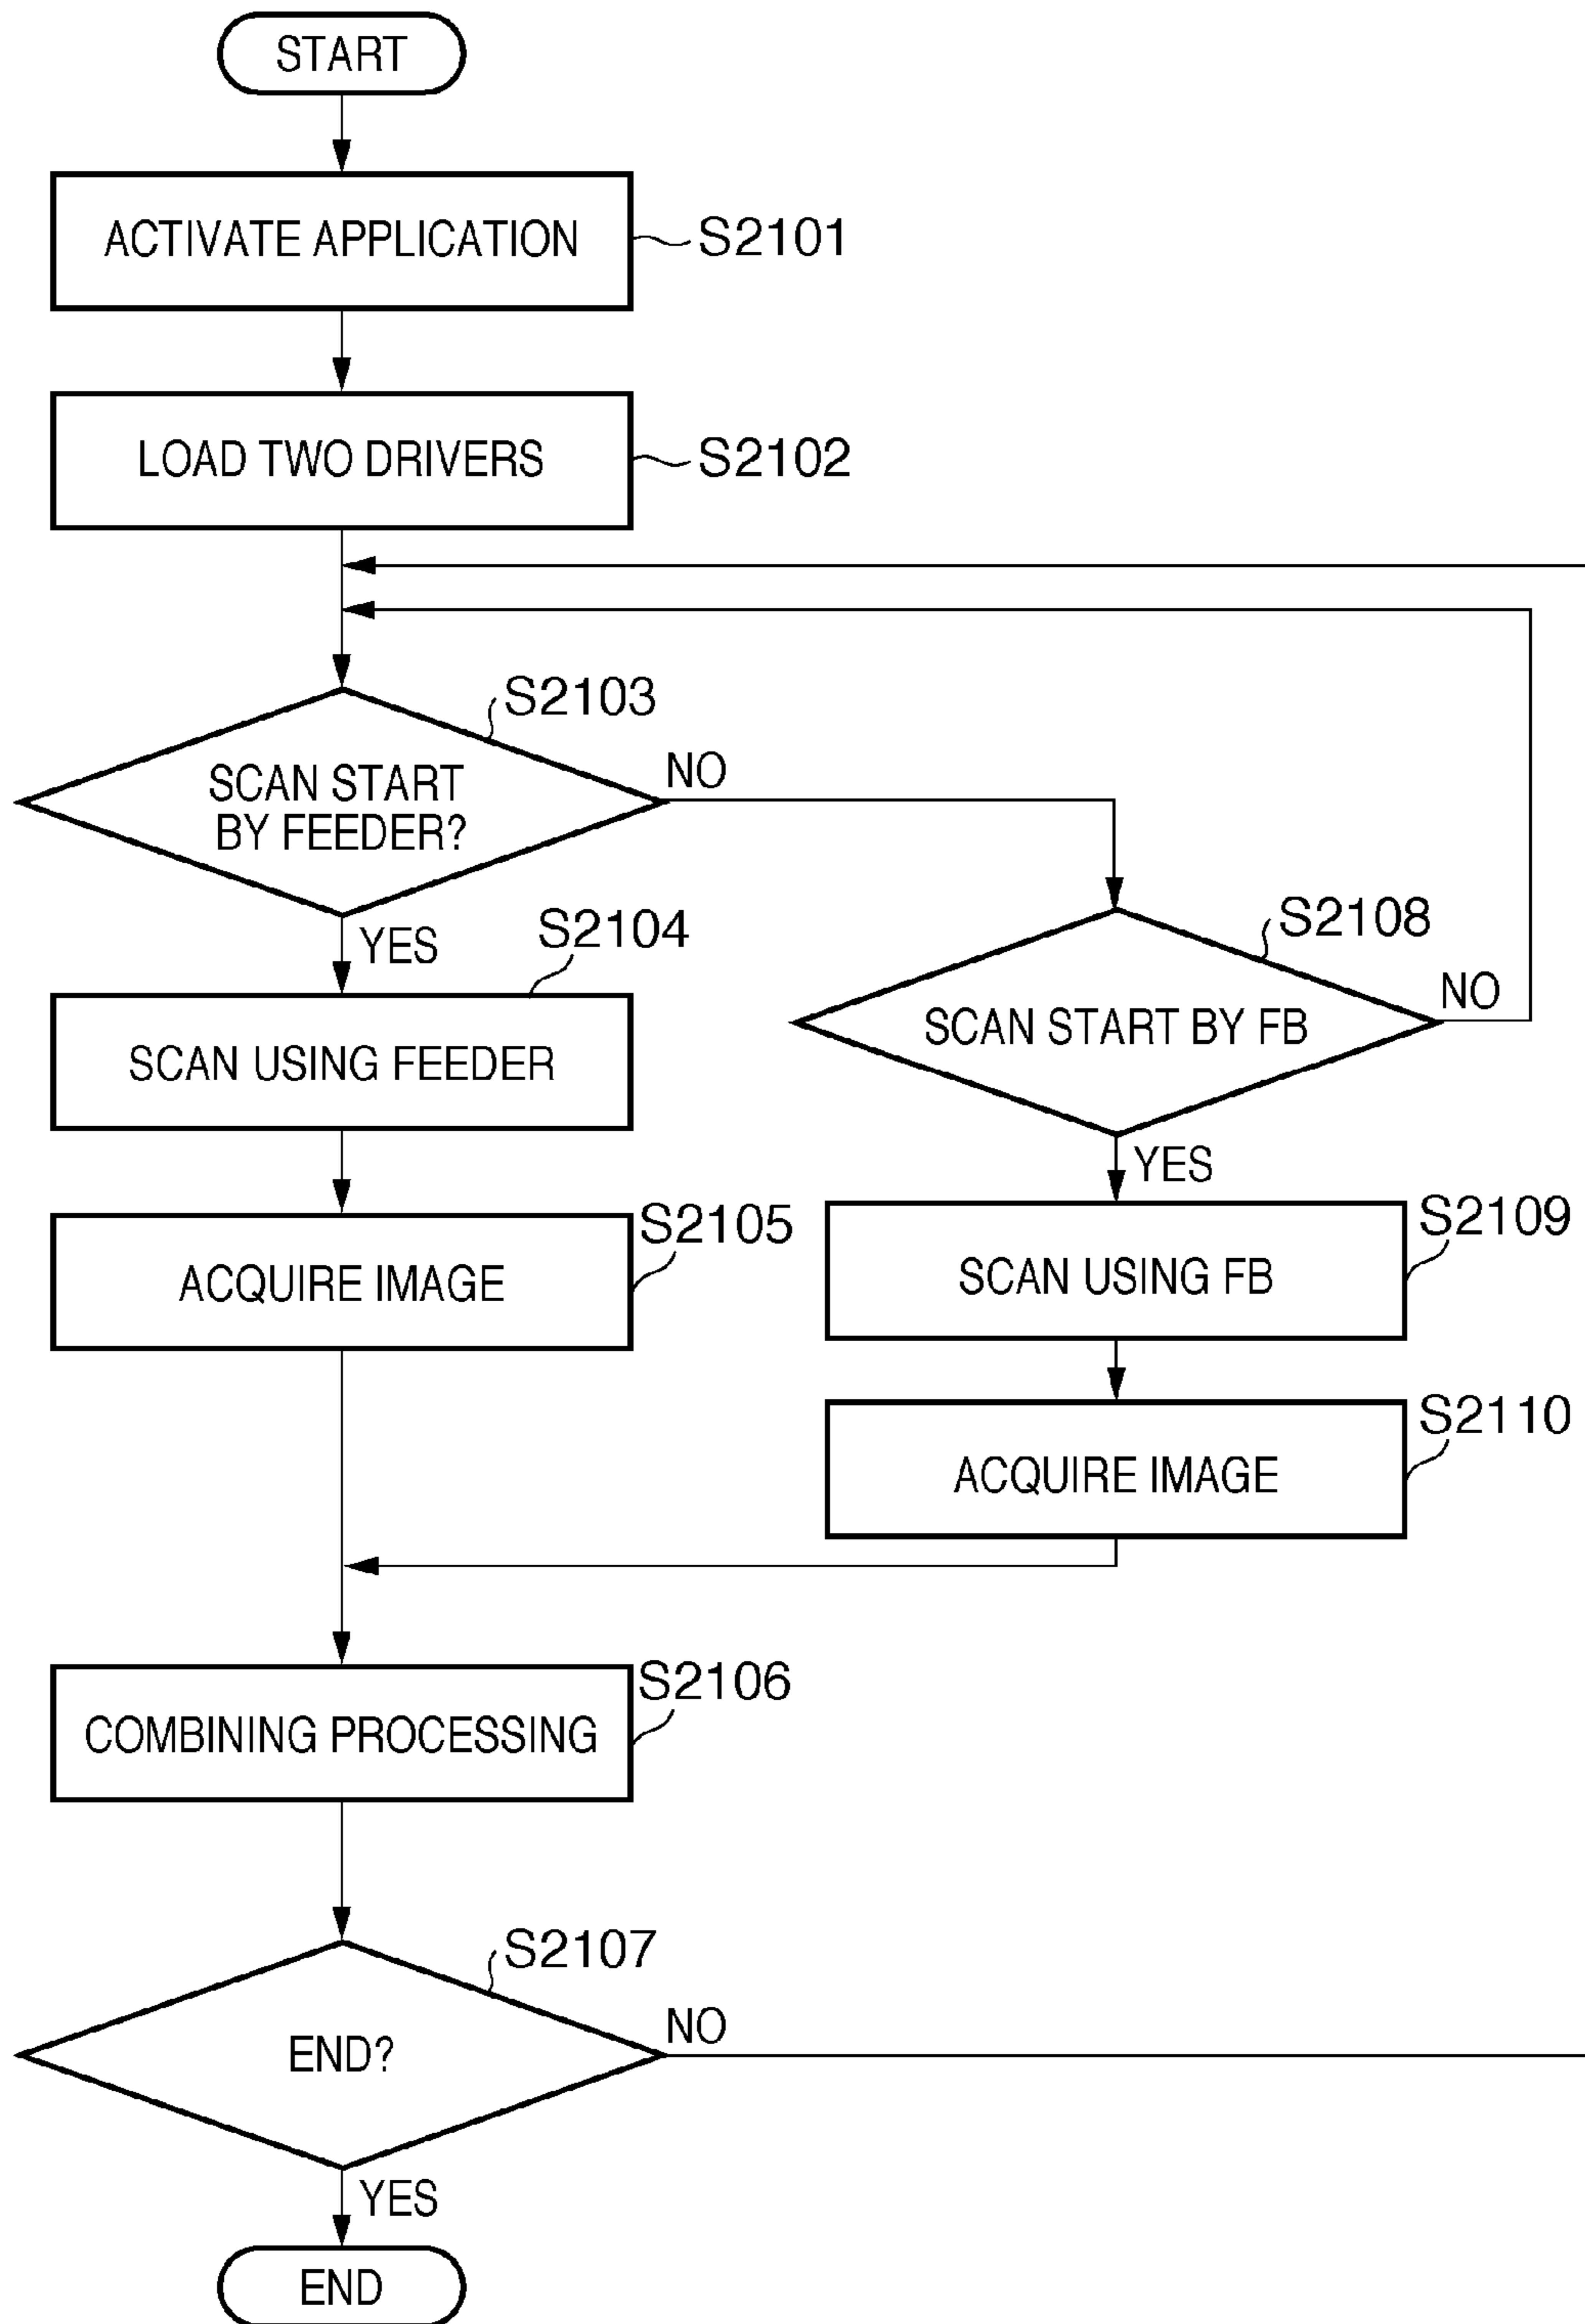 START
ACTIVATE APPLICATION
S2101
LOAD TWO DRIVERS
S2102
S2103
SCAN START
BY FEEDER?
NO
YES
S2104
SCAN USING FEEDER
S2105
ACQUIRE IMAGE
S2108
SCAN START BY FB
NO
YES
S2109
SCAN USING FB
S2110
ACQUIRE IMAGE
S2106
COMBINING PROCESSING
S2107
END?
NO
YES
END